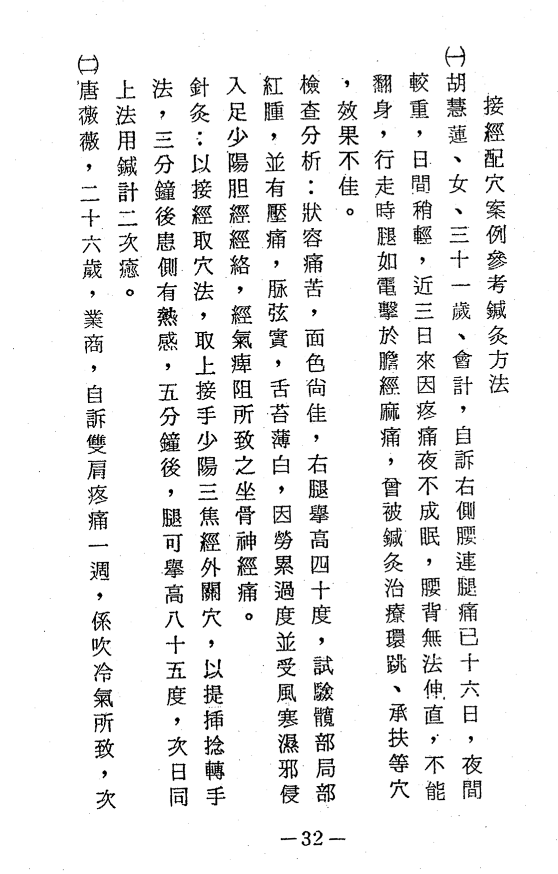 接經配穴案例參考鍼灸方法
㈠胡慧蓮、女、三十一歲、會計，自訴右側腰連腿痛已十六日，夜間
較重，日間稍輕，近三日來因疼痛夜不成眠，腰背無法伸直，不能
翻身，行走時腿如電擊於膽經麻痛，曾被鍼灸治療環跳、承扶等穴
，效果不佳。
檢查分析：狀容痛苦，面色尙佳，右腿擧高四十度，試驗髖部局部
紅腫，並有壓痛，脈弦實，舌苔薄白，因勞累過度並受風寒濕邪侵
入足少陽胆經經絡，經氣痺阻所致之坐骨神經痛。
針灸：以接經取穴法，取上接手少陽三焦經外關穴，以提揷捻轉手
法，三分鐘後患側有熱感，五分鐘後，腿可擧高八十五度，次日同
上法用鍼計二次癒。
㈡唐薇薇，二十六歲，業商，自訴雙肩疼痛一週，係吹冷氣所致，次
—32—